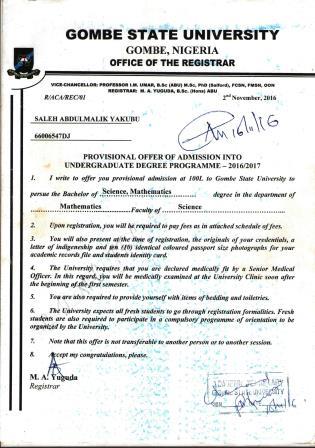 GOMBE STATE UNIVERSITY
GOMBE, NIGERIA
OFFICE OF THE REGISTRAR
VICE-CHANCELLOR: PROFESSOR I.M. UMAR, B.Sc (ABU) M.Sc, PhD (Salford), FCSN, FMSN, OON
REGISTRAR: M. A. YUGUDA, B.Sc. (Hons) ABU
R/ACA/REC/01
2nd November, 2016
SALEH ABDULMALIK YAKUBU
66006547DJ
16/11/16
PROVISIONAL OFFER OF ADMISSION INTO
UNDERGRADUATE DEGREE PROGRAMME – 2016/2017
1. I write to offer you provisional admission at 100L to Gombe State University to
persue the Bachelor of Science, Mathematics degree in the department of
Mathematics Faculty of Science
2. Upon registration, you will be required to pay fees as in attached schedule of fees.
3. You will also present at the time of registration, the originals of your credentials, a
letter of indigeneship and ten (10) identical coloured passport size photographs for your
academic records file and students identity card.
4. The University requires that you are declared medically fit by a Senior Medical
Officer. In this regard, you will be medically examined at the University Clinic soon after
the beginning of the first semester.
5. You are also required to provide yourself with items of bedding and toiletries.
6. The University expects all fresh students to go through registration formalities. Fresh
students are also required to participate in a compulsory programme of orientation to be
organized by the University.
7. Note that this offer is not transferable to another person or to another session.
8. Accept my congratulations, please.
M. A. Yuguda
Registrar
GOMBE STATE UNIVERSITY